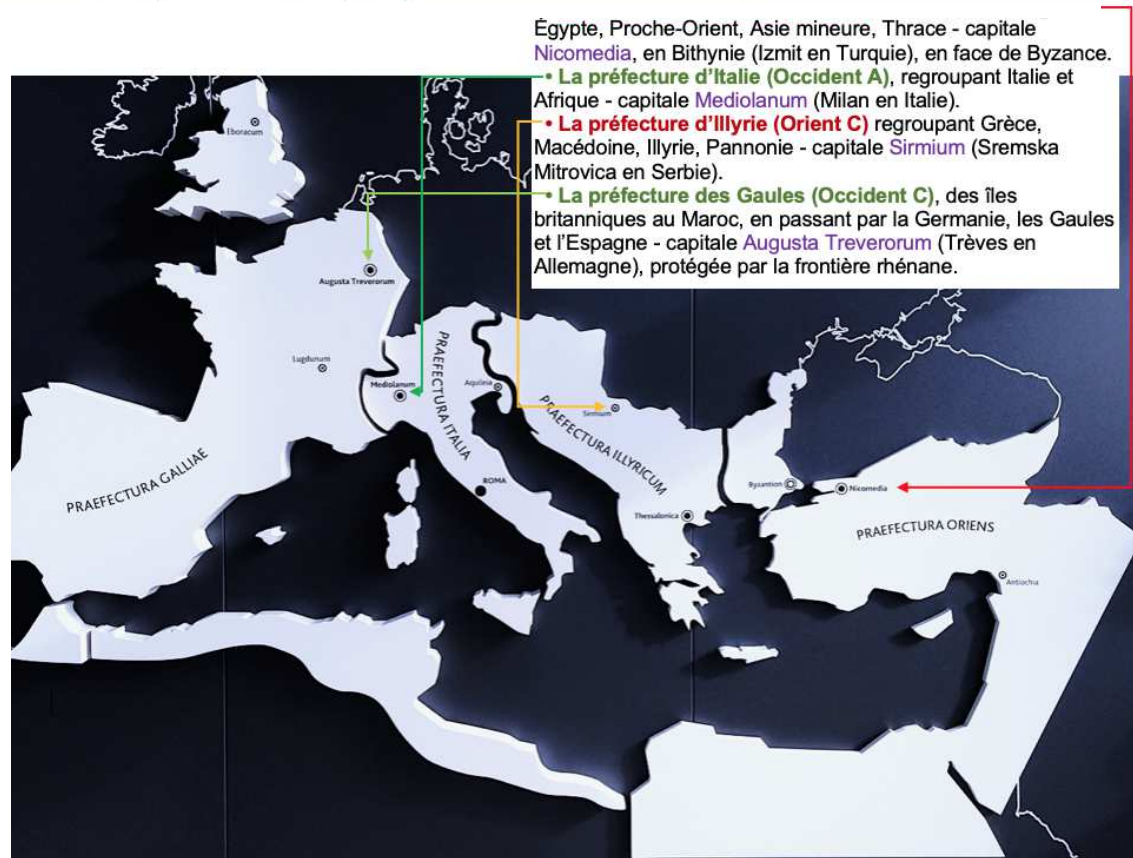 Égypte, Proche-Orient, Asie mineure, Thrace - capitale
Nicomedia, en Bithynie (Izmit en Turquie), en face de Byzance.
• La préfecture d’Italie (Occident A), regroupant Italie et
Afrique - capitale Mediolanum (Milan en Italie).
• La préfecture d’Illyrie (Orient C) regroupant Grèce,
Macédoine, Illyrie, Pannonie - capitale Sirmium (Sremska
Mitrovica en Serbie).
• La préfecture des Gaules (Occident C), des îles
britanniques au Maroc, en passant par la Germanie, les Gaules
et l’Espagne - capitale Augusta Treverorum (Trèves en
Allemagne), protégée par la frontière rhénane.
Eboracum
Augusta Treverorum
Lugdunum
Mediolanum
Aquileia
Sirmium
PRAEFECTURA ITALIA
PRAEFECTURA ILLYRICUM
PRAEFECTURA GALLIAE
ROMA
Byzantion
Nicomedia
Thessalonica
PRAEFECTURA ORIENS
Antiochia